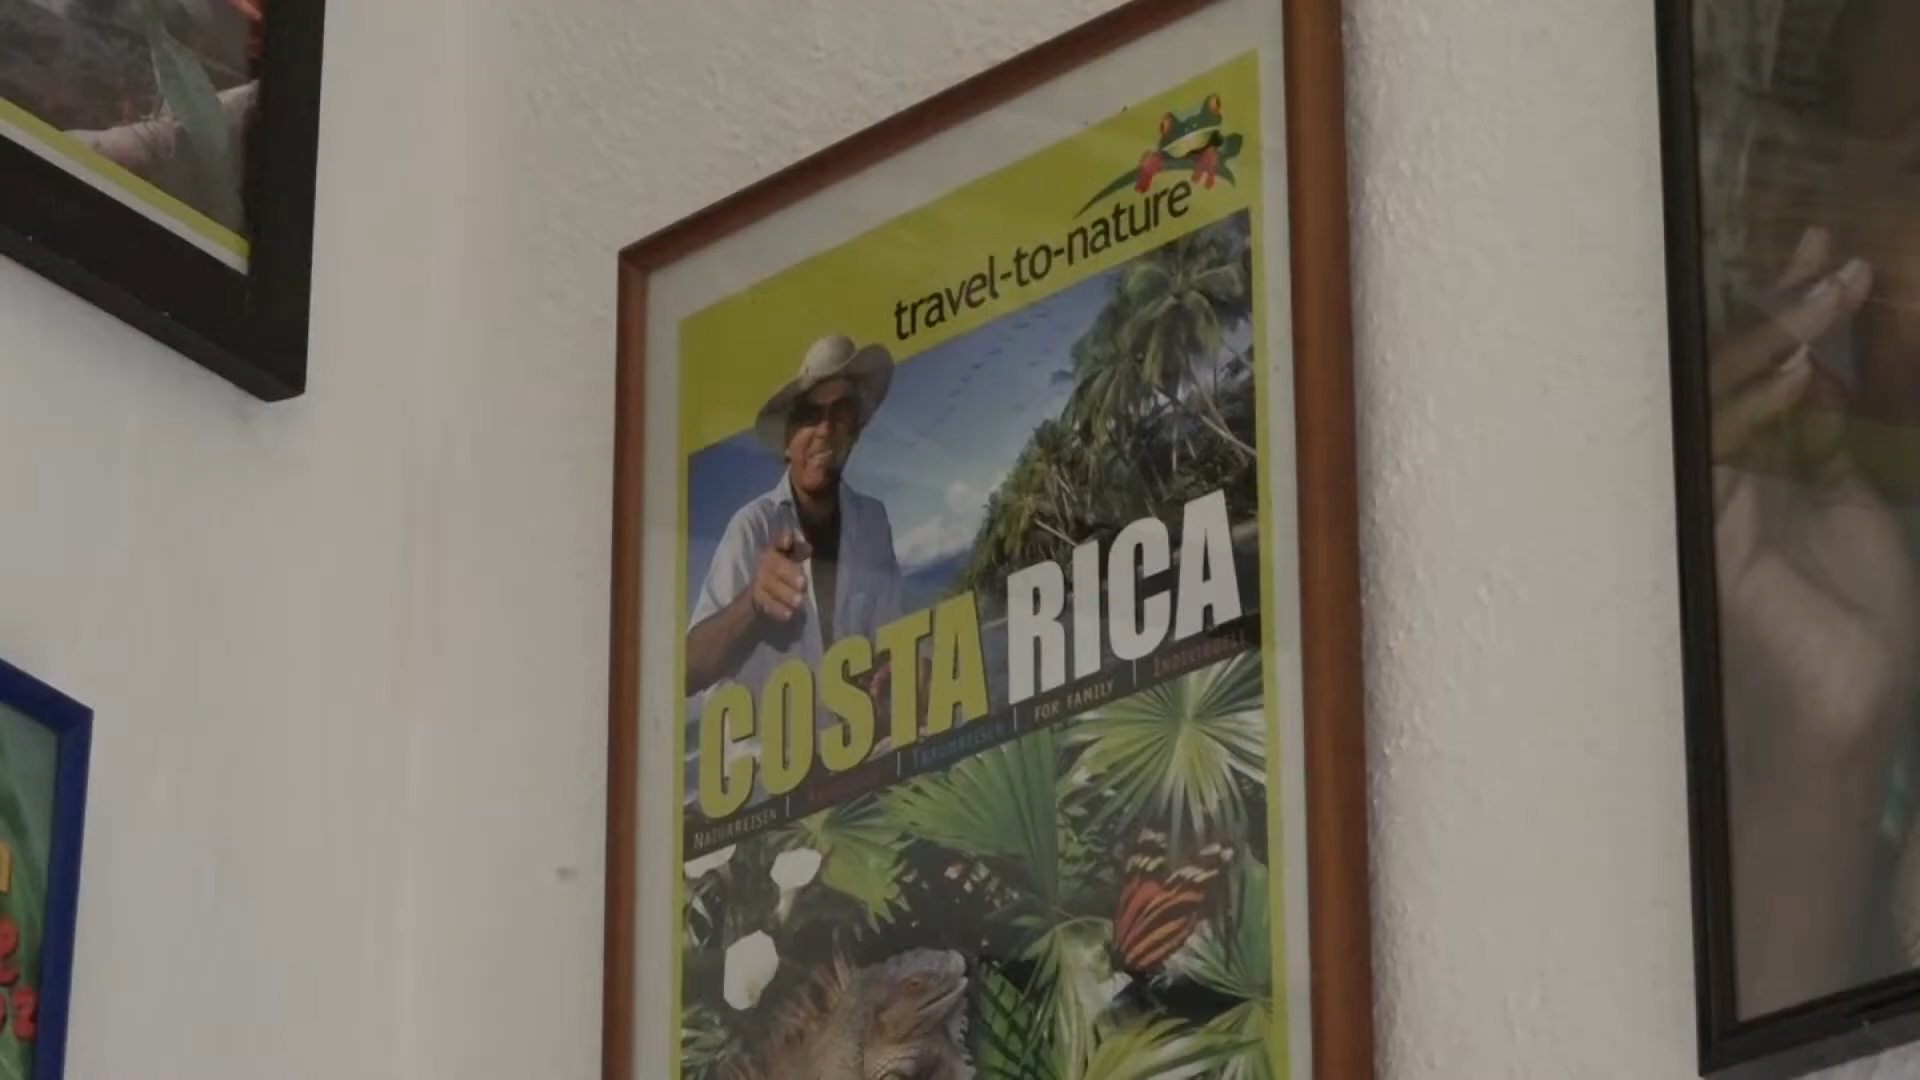 travel-to-nature
COSTA RICA
NATURREISEN | | TRAUMREISEN | FOR FAMILY | INDIVIDUELL